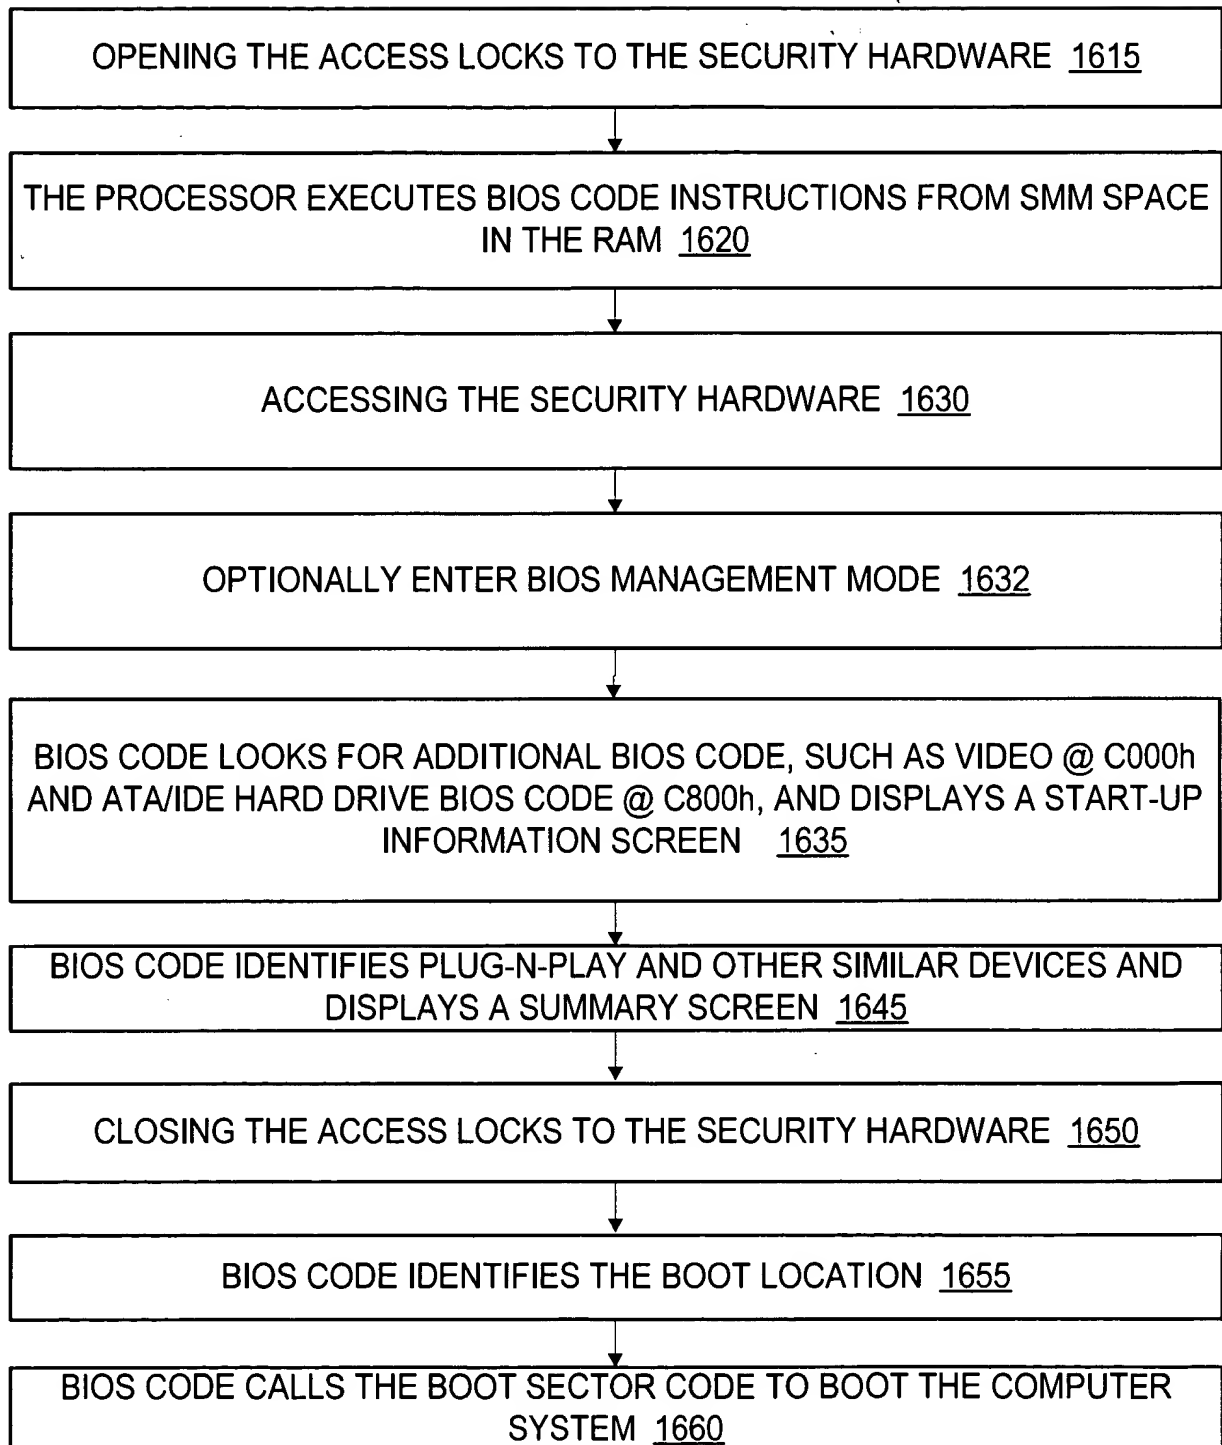 OPENING THE ACCESS LOCKS TO THE SECURITY HARDWARE 1615
THE PROCESSOR EXECUTES BIOS CODE INSTRUCTIONS FROM SMM SPACE
IN THE RAM 1620
ACCESSING THE SECURITY HARDWARE 1630
OPTIONALLY ENTER BIOS MANAGEMENT MODE 1632
BIOS CODE LOOKS FOR ADDITIONAL BIOS CODE, SUCH AS VIDEO @ C000h
AND ATA/IDE HARD DRIVE BIOS CODE @ C800h, AND DISPLAYS A START-UP
INFORMATION SCREEN 1635
BIOS CODE IDENTIFIES PLUG-N-PLAY AND OTHER SIMILAR DEVICES AND
DISPLAYS A SUMMARY SCREEN 1645
CLOSING THE ACCESS LOCKS TO THE SECURITY HARDWARE 1650
BIOS CODE IDENTIFIES THE BOOT LOCATION 1655
BIOS CODE CALLS THE BOOT SECTOR CODE TO BOOT THE COMPUTER
SYSTEM 1660